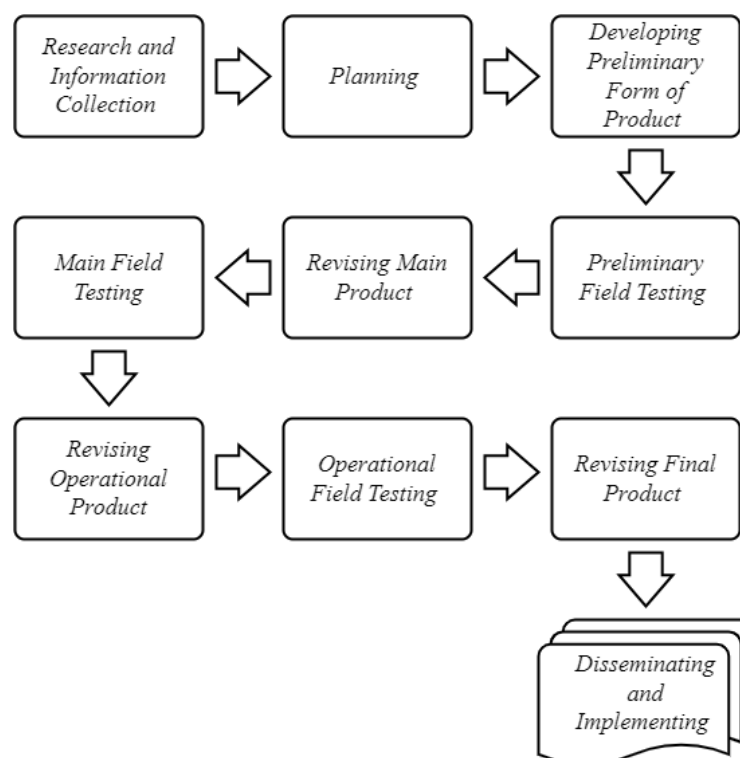 Research and
Information
Collection
Planning
Developing
Preliminary
Form of
Product
Preliminary
Field Testing
Revising Main
Product
Main Field
Testing
Revising
Operational
Product
Operational
Field Testing
Revising Final
Product
Disseminating
and
Implementing